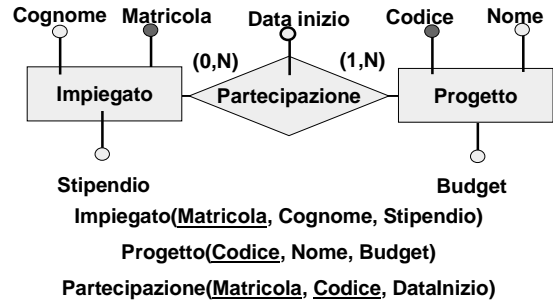 Cognome Matricola Data inizio Codice Nome
(0,N) (1,N)
Impiegato Partecipazione Progetto
Stipendio Budget
Impiegato(Matricola, Cognome, Stipendio)
Progetto(Codice, Nome, Budget)
Partecipazione(Matricola, Codice, DataInizio)